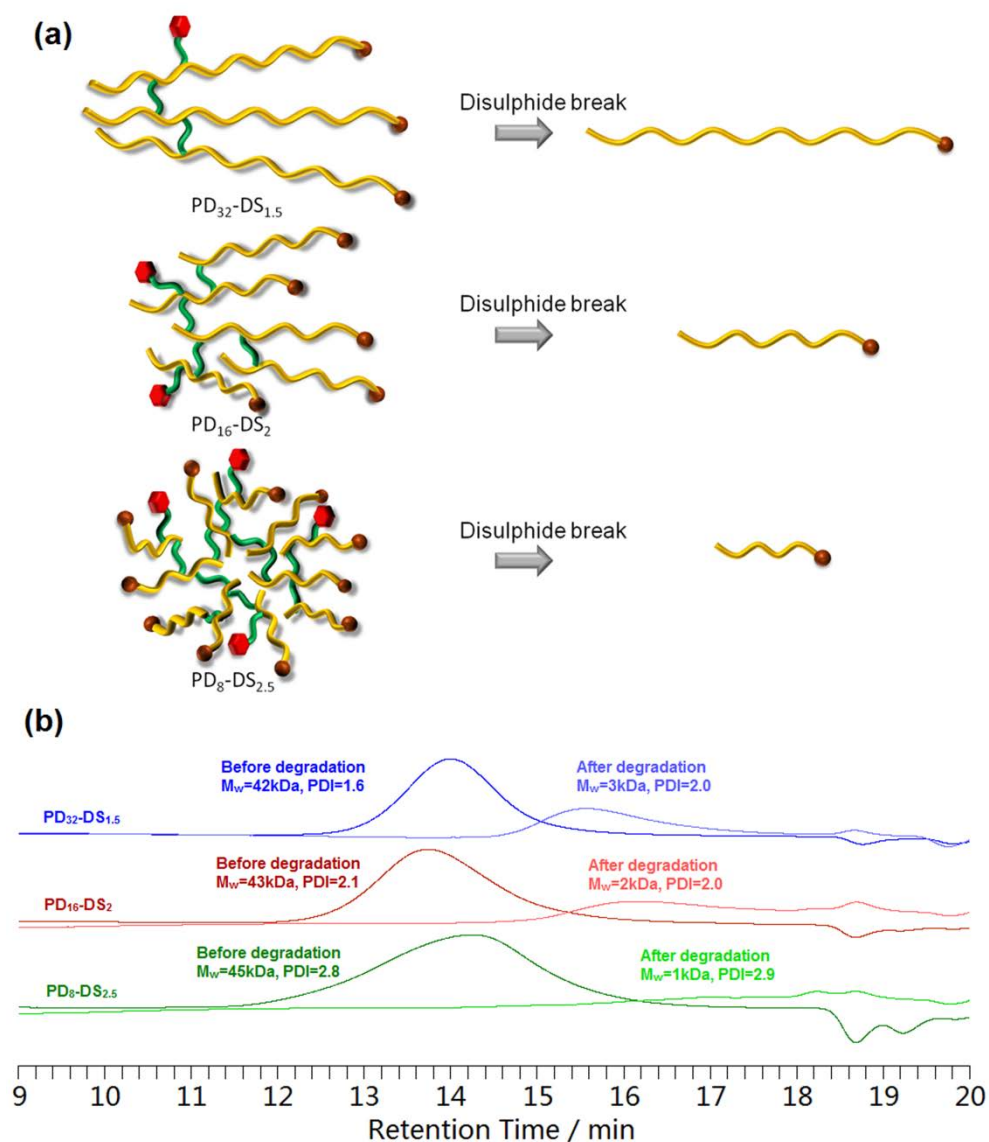 (a)
Disulphide break
PD32-DS1.5
Disulphide break
PD16-DS2
Disulphide break
PD8-DS2.5
(b)
Before degradation
Mw=42kDa, PDI=1.6
After degradation
Mw=3kDa, PDI=2.0
PD32-DS1.5
Before degradation
Mw=43kDa, PDI=2.1
After degradation
Mw=2kDa, PDI=2.0
PD16-DS2
Before degradation
Mw=45kDa, PDI=2.8
After degradation
Mw=1kDa, PDI=2.9
PD8-DS2.5
9 10 11 12 13 14 15 16 17 18 19 20
Retention Time / min